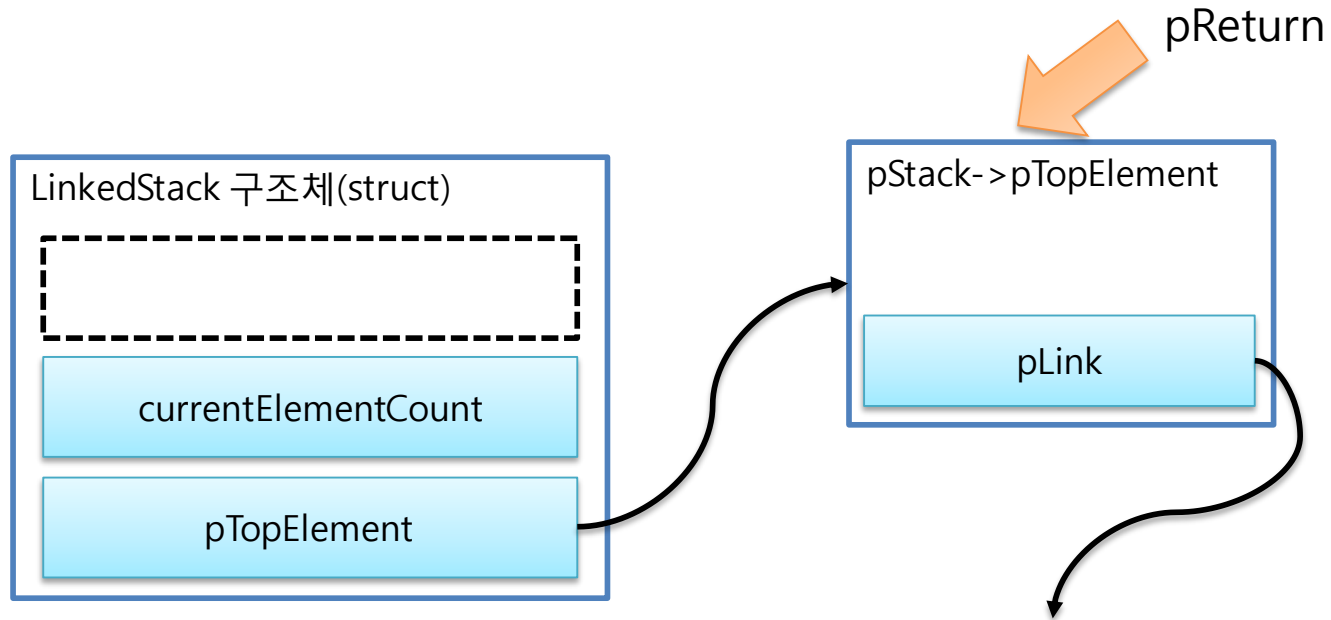 pReturn
LinkedStack 구조체(struct)
pStack->pTopElement
pLink
currentElementCount
pTopElement